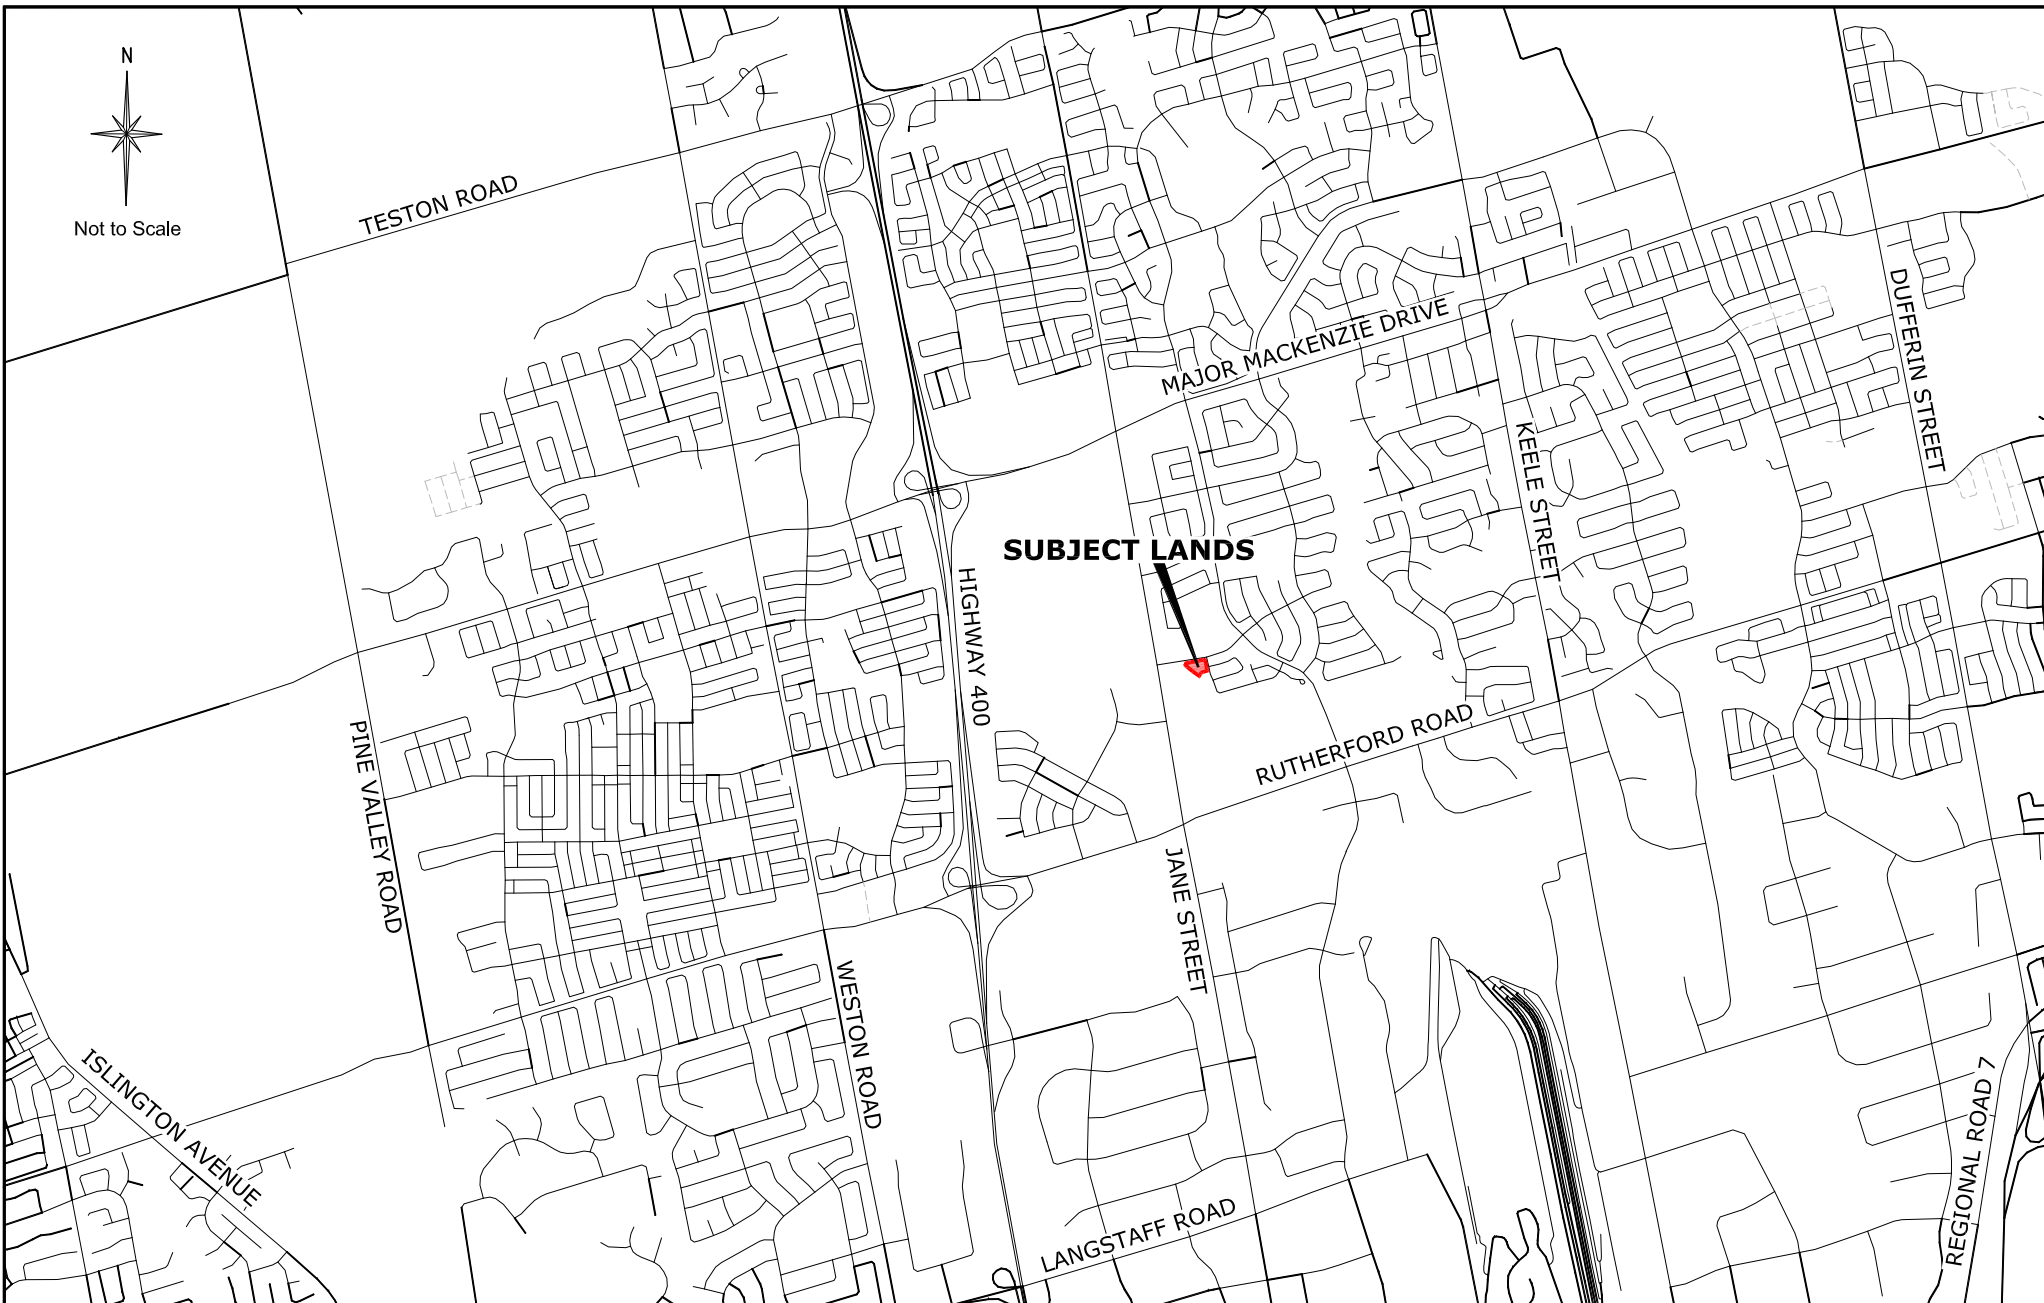 N
Not to Scale
TESTON ROAD
MAJOR MACKENZIE DRIVE
DUFFERIN STREET
KEELE STREET
SUBJECT LANDS
HIGHWAY 400
RUTHERFORD ROAD
PINE VALLEY ROAD
JANE STREET
WESTON ROAD
ISLINGTON AVENUE
LANGSTAFF ROAD
REGIONAL ROAD 7